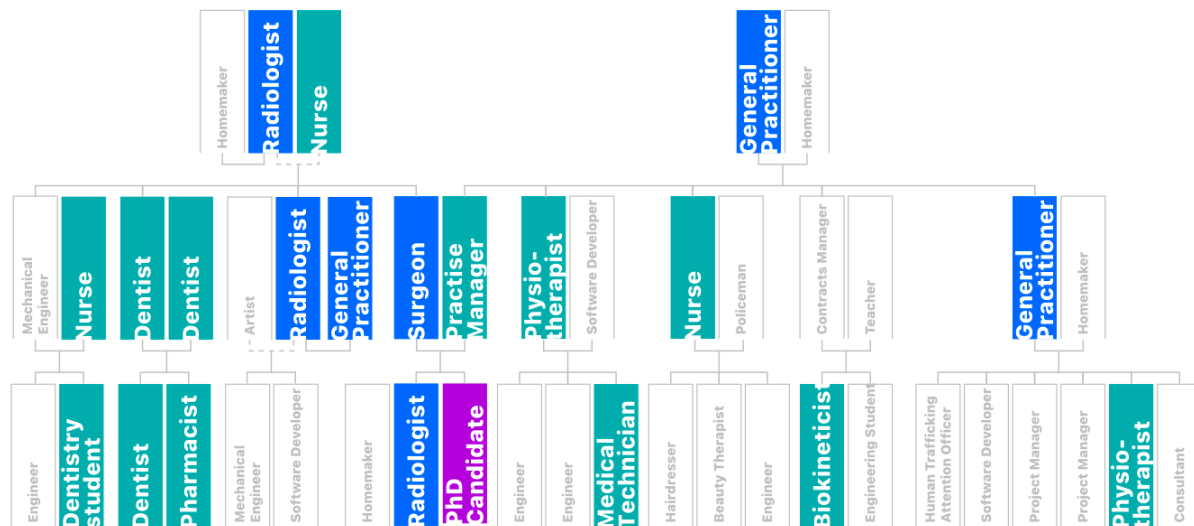 Homemaker
Radiologist
Nurse
General
Practitioner
Homemaker
Mechanical
Engineer
Nurse
Dentist
Dentist
Artist
Radiologist
General
Practitioner
Surgeon
Practise
Manager
Physio-
therapist
Software Developer
Nurse
Policeman
Contracts Manager
Teacher
General
Practitioner
Homemaker
Engineer
Dentistry
student
Dentist
Pharmacist
Mechanical
Engineer
Software Developer
Homemaker
Radiologist
PhD
Candidate
Engineer
Engineer
Medical
Technician
Hairdresser
Beauty Therapist
Engineer
Biokineticist
Engineering Student
Human Trafficking
Attention Officer
Software Developer
Project Manager
Project Manager
Physio-
therapist
Consultant